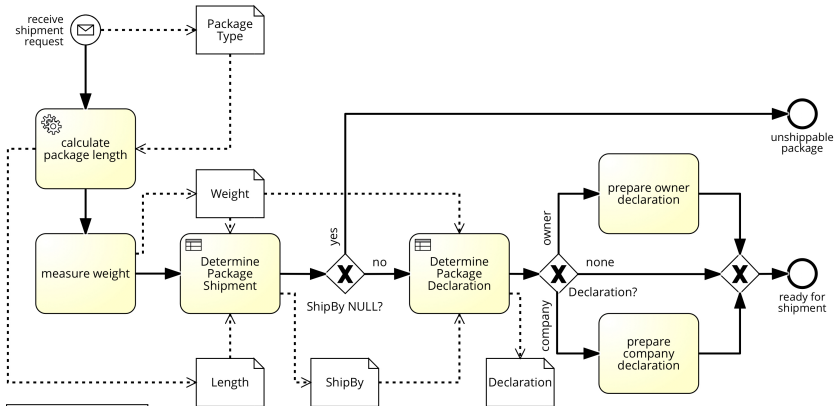 receive
shipment
request
Package
Type
calculate
package length
unshippable
package
Weight
yes
owner
prepare owner
declaration
measure weight
Determine
Package
Shipment
no
Determine
Package
Declaration
none
ShipBy NULL?
Declaration?
ready for
shipment
company
prepare
company
declaration
Length
ShipBy
Declaration